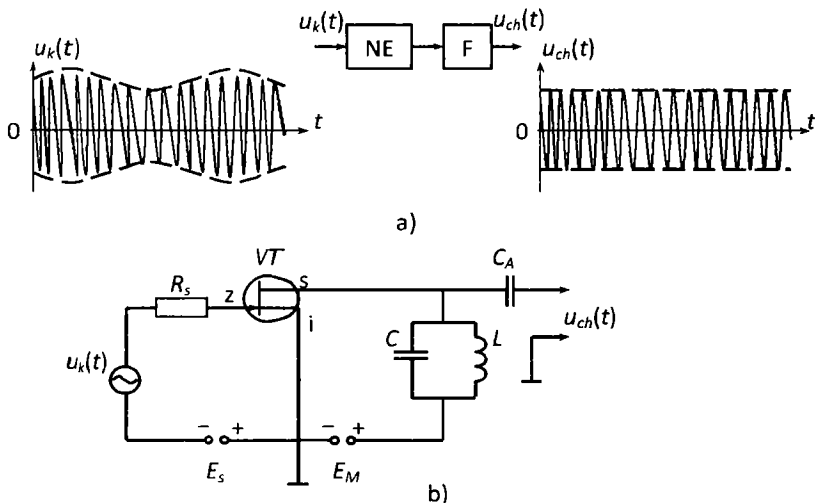 u_k(t) u_ch(t)
u_k(t) NE F u_ch(t)
0 t 0 t
a)
VT C_A
R_s z s
i u_ch(t)
u_k(t) C L
− + − +
E_s E_M
b)